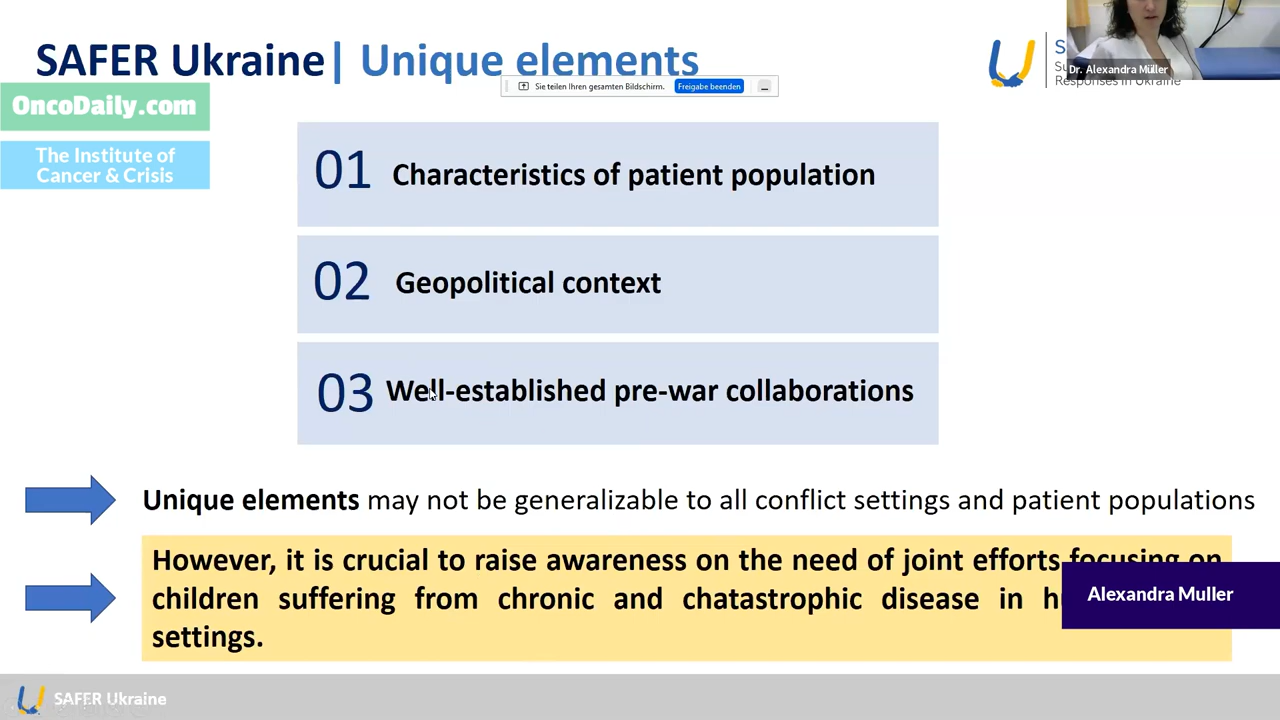 SAFER Ukraine| Unique elements
Dr. Alexandra Müller
Responses in Ukraine
Sie teilen Ihren gesamten Bildschirm. Freigabe beenden
OncoDaily.com
The Institute of
Cancer & Crisis
01 Characteristics of patient population
02 Geopolitical context
03 Well-established pre-war collaborations
Unique elements may not be generalizable to all conflict settings and patient populations
However, it is crucial to raise awareness on the need of joint efforts focusing on
children suffering from chronic and chatastrophic disease in
settings.
Alexandra Muller
SAFER Ukraine